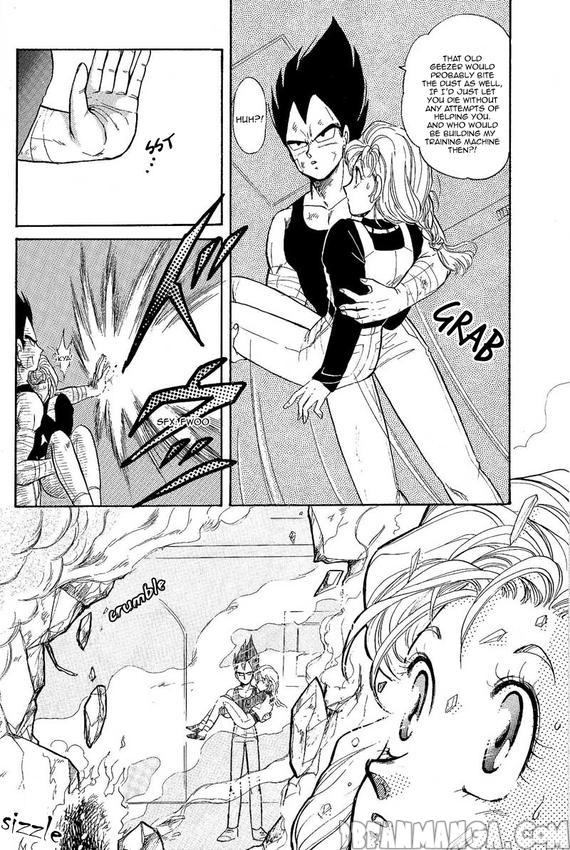 THAT OLD
GEEZER WOULD
PROBABLY BITE
THE DUST AS WELL,
IF I'D JUST LET
YOU DIE WITHOUT
ANY ATTEMPTS OF
HELPING YOU.
AND WHO WOULD
BE BUILDING MY
TRAINING MACHINE
THEN?!
HUH?!
GRAB
SST
...
KYA!
SFX: FWOO
crumble
sizzle
DBFANMANGA.COM